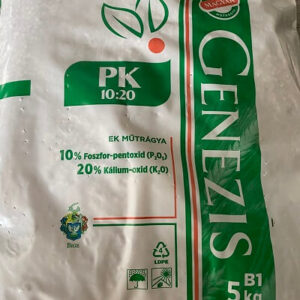 MAGYAR
PK
10:20
EK MŰTRÁGYA
10% Foszfor-pentoxid (P₂O₅)
20% Kálium-oxid (K₂O)
GENEZIS
4
LDPE
B1
5 kg